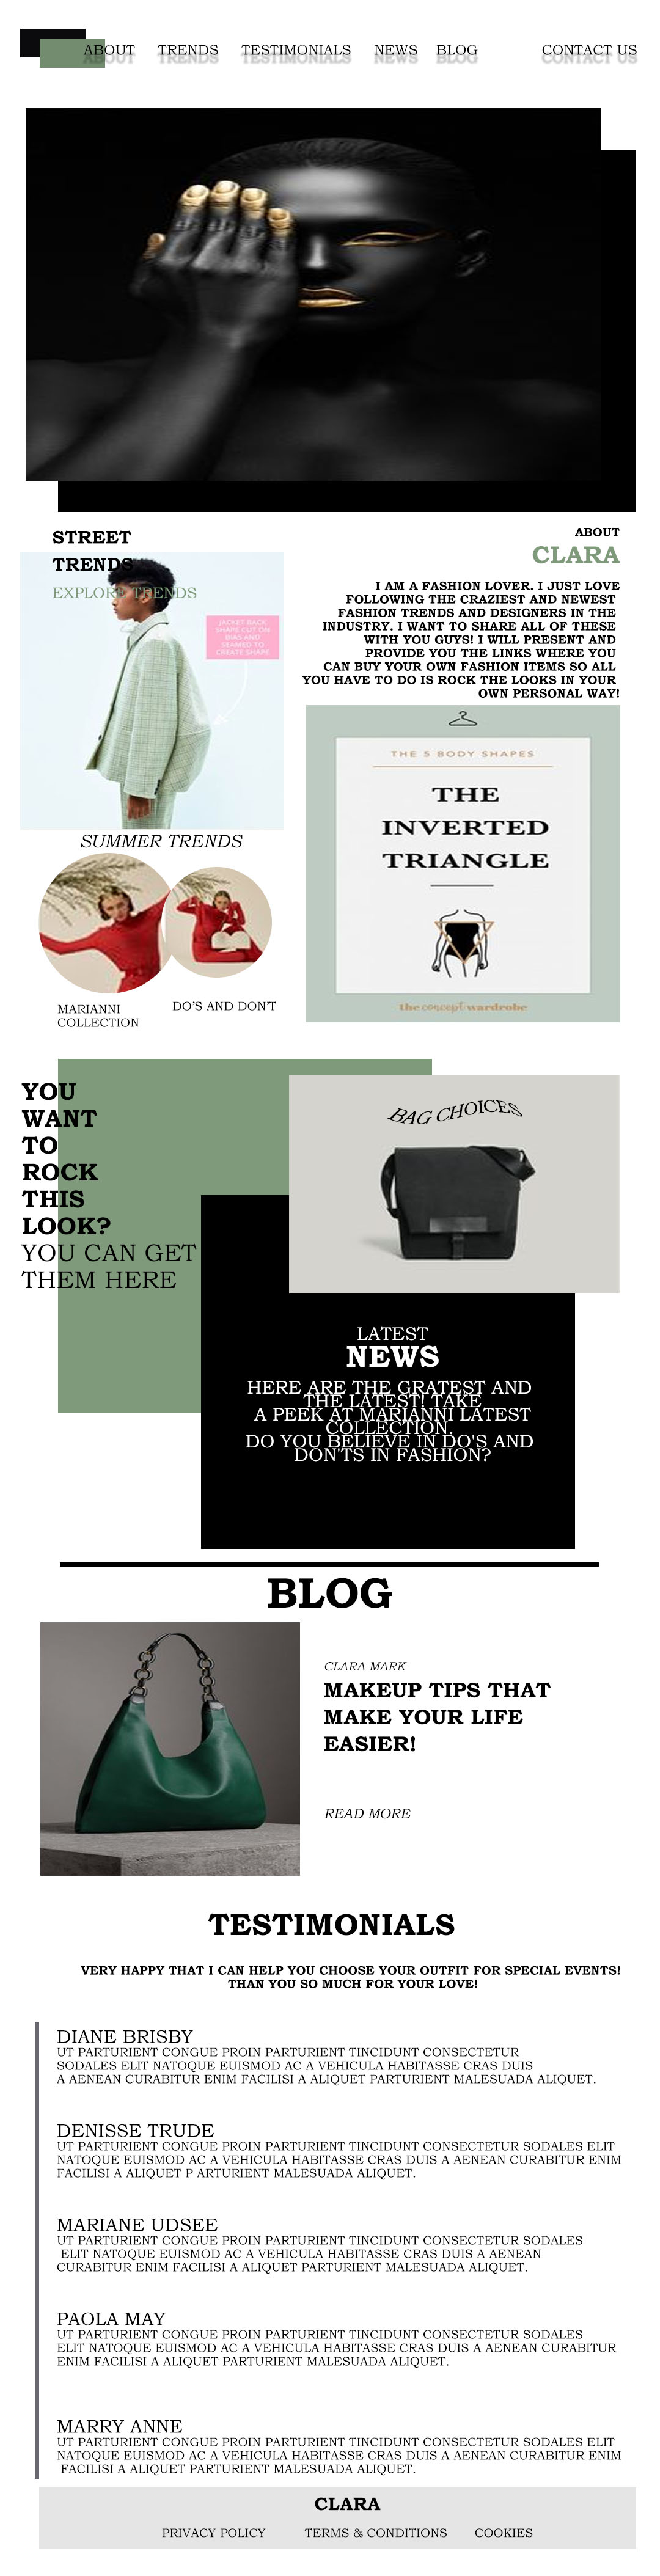 ABOUT TRENDS TESTIMONIALS NEWS BLOG CONTACT US
STREET
TRENDS
EXPLORE TRENDS
JACKET BACK
SHAPE CUT ON
BIAS AND
SEAMED TO
CREATE SHAPE
SUMMER TRENDS
MARIANNI
COLLECTION
DO'S AND DON'T
ABOUT
CLARA
I AM A FASHION LOVER. I JUST LOVE
FOLLOWING THE CRAZIEST AND NEWEST
FASHION TRENDS AND DESIGNERS IN THE
INDUSTRY. I WANT TO SHARE ALL OF THESE
WITH YOU GUYS! I WILL PRESENT AND
PROVIDE YOU THE LINKS WHERE YOU
CAN BUY YOUR OWN FASHION ITEMS SO ALL
YOU HAVE TO DO IS ROCK THE LOOKS IN YOUR
OWN PERSONAL WAY!
THE 5 BODY SHAPES
THE
INVERTED
TRIANGLE
the concept wardrobe
YOU
WANT
TO
ROCK
THIS
LOOK?
YOU CAN GET
THEM HERE
BAG CHOICES
LATEST
NEWS
HERE ARE THE GRATEST AND
THE LATEST! TAKE
A PEEK AT MARIANNI LATEST
COLLECTION.
DO YOU BELIEVE IN DO'S AND
DON'TS IN FASHION?
BLOG
CLARA MARK
MAKEUP TIPS THAT
MAKE YOUR LIFE
EASIER!
READ MORE
TESTIMONIALS
VERY HAPPY THAT I CAN HELP YOU CHOOSE YOUR OUTFIT FOR SPECIAL EVENTS!
THAN YOU SO MUCH FOR YOUR LOVE!
DIANE BRISBY
UT PARTURIENT CONGUE PROIN PARTURIENT TINCIDUNT CONSECTETUR
SODALES ELIT NATOQUE EUISMOD AC A VEHICULA HABITASSE CRAS DUIS
A AENEAN CURABITUR ENIM FACILISI A ALIQUET PARTURIENT MALESUADA ALIQUET.
DENISSE TRUDE
UT PARTURIENT CONGUE PROIN PARTURIENT TINCIDUNT CONSECTETUR SODALES ELIT
NATOQUE EUISMOD AC A VEHICULA HABITASSE CRAS DUIS A AENEAN CURABITUR ENIM
FACILISI A ALIQUET P ARTURIENT MALESUADA ALIQUET.
MARIANE UDSEE
UT PARTURIENT CONGUE PROIN PARTURIENT TINCIDUNT CONSECTETUR SODALES
ELIT NATOQUE EUISMOD AC A VEHICULA HABITASSE CRAS DUIS A AENEAN
CURABITUR ENIM FACILISI A ALIQUET PARTURIENT MALESUADA ALIQUET.
PAOLA MAY
UT PARTURIENT CONGUE PROIN PARTURIENT TINCIDUNT CONSECTETUR SODALES
ELIT NATOQUE EUISMOD AC A VEHICULA HABITASSE CRAS DUIS A AENEAN CURABITUR
ENIM FACILISI A ALIQUET PARTURIENT MALESUADA ALIQUET.
MARRY ANNE
UT PARTURIENT CONGUE PROIN PARTURIENT TINCIDUNT CONSECTETUR SODALES ELIT
NATOQUE EUISMOD AC A VEHICULA HABITASSE CRAS DUIS A AENEAN CURABITUR ENIM
FACILISI A ALIQUET PARTURIENT MALESUADA ALIQUET.
CLARA
PRIVACY POLICY TERMS & CONDITIONS COOKIES